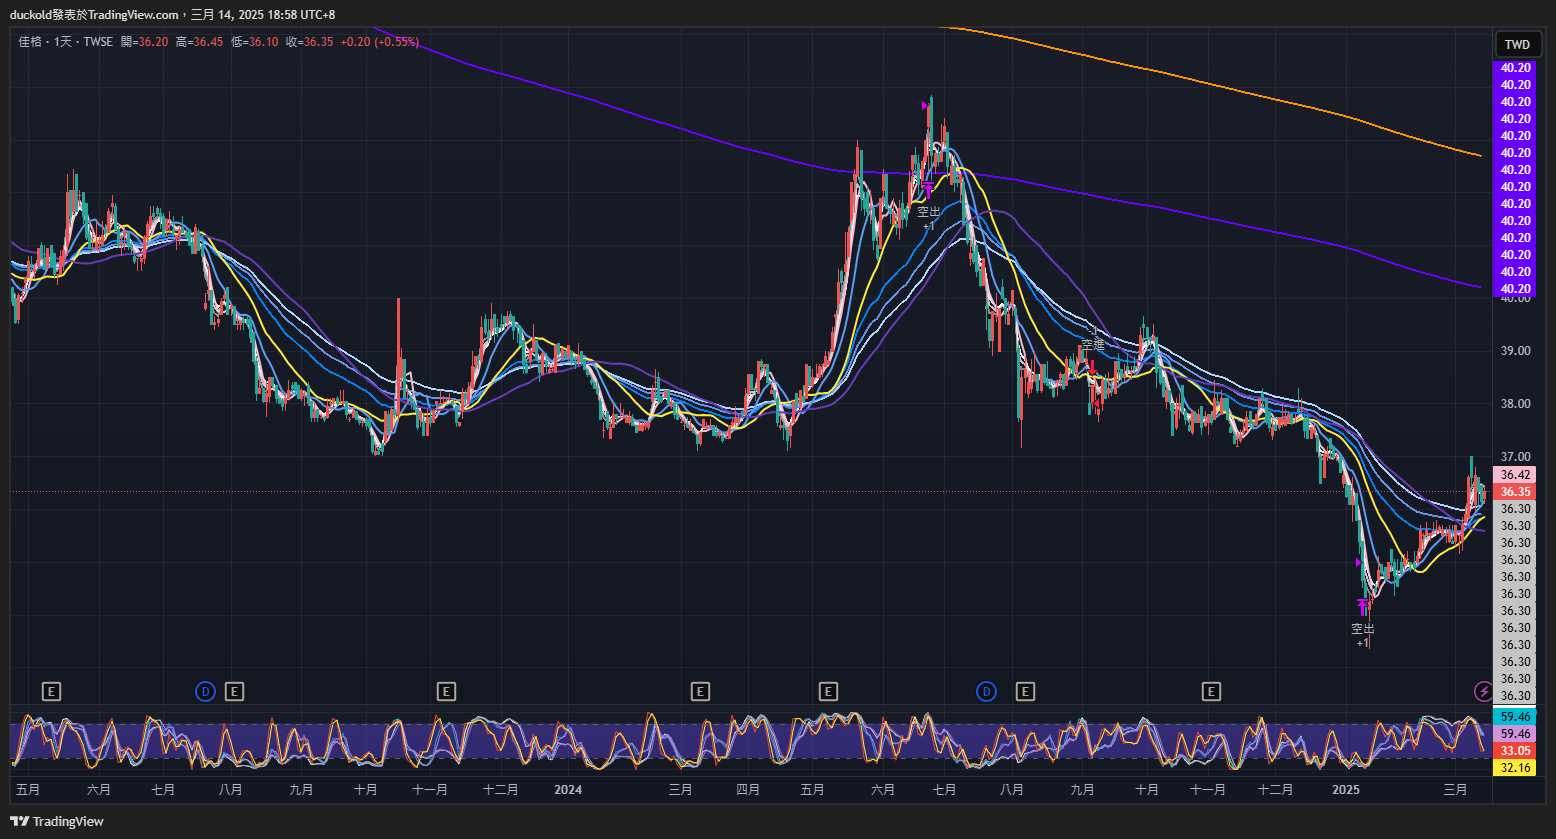 duckold發表於TradingView.com，三月 14, 2025 18:58 UTC+8
佳格 · 1天 · TWSE 開=36.20 高=36.45 低=36.10 收=36.35 +0.20 (+0.55%)
TWD
40.20
40.20
40.20
40.20
40.20
40.20
40.20
40.20
40.20
40.20
40.20
40.20
40.20
40.20
40.00
39.00
38.00
37.00
36.42
36.35
36.30
36.30
36.30
36.30
36.30
36.30
36.30
36.30
36.30
36.30
36.30
36.30
空出
+1
-1
空進
空出
+1
E
D
E
E
E
E
D
E
E
59.46
59.46
33.05
32.16
五月 六月 七月 八月 九月 十月 十一月 十二月 2024 三月 四月 五月 六月 七月 八月 九月 十月 十一月 十二月 2025 三月
TradingView